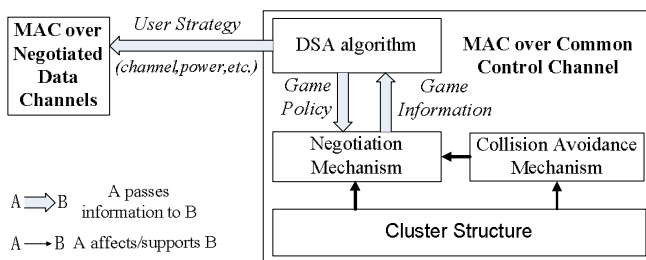 MAC over
Negotiated
Data
Channels
User Strategy
(channel,power,etc.)
DSA algorithm
MAC over Common
Control Channel
Game
Policy
Game
Information
Negotiation
Mechanism
Collision Avoidance
Mechanism
Cluster Structure
A B A passes
information to B
A B A affects/supports B